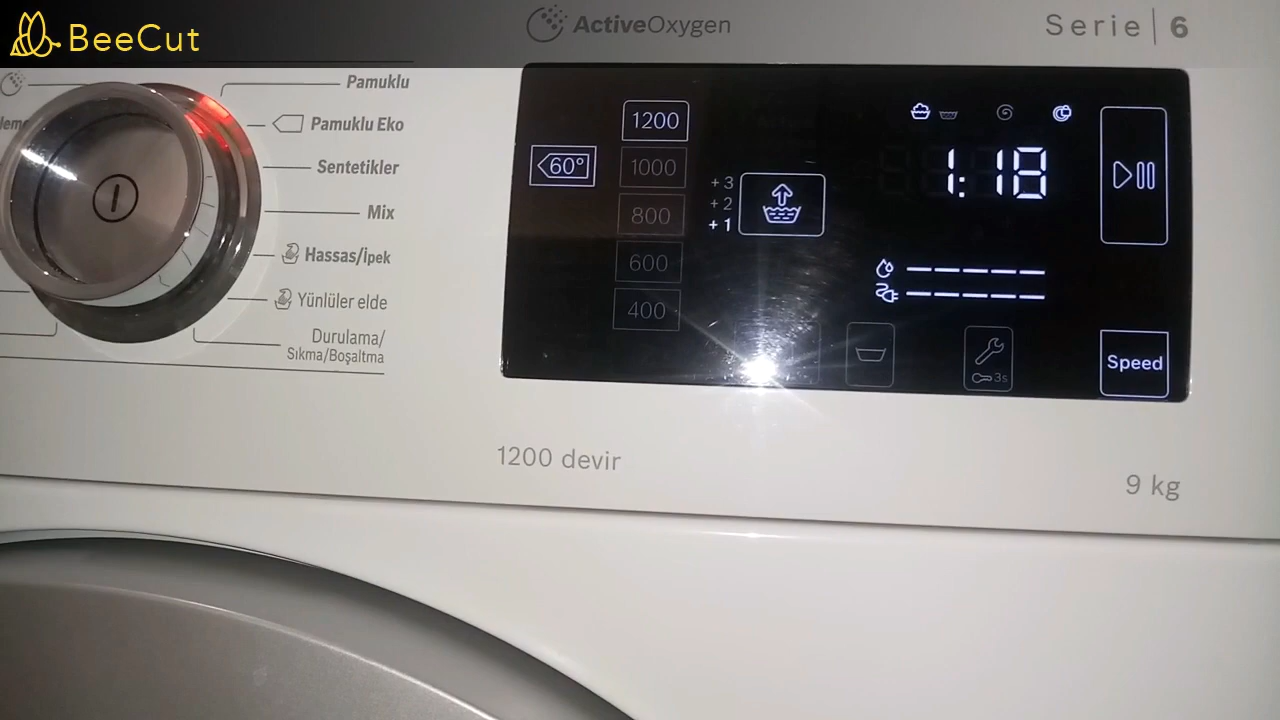 BeeCut
ActiveOxygen
Serie | 6
Pamuklu
Pamuklu Eko
Sentetikler
Mix
Hassas/İpek
Yünlüler elde
Durulama/
Sıkma/Boşaltma
60°
1200
1000
800
600
400
+ 3
+ 2
+ 1
1:18
3s
Speed
1200 devir
9 kg